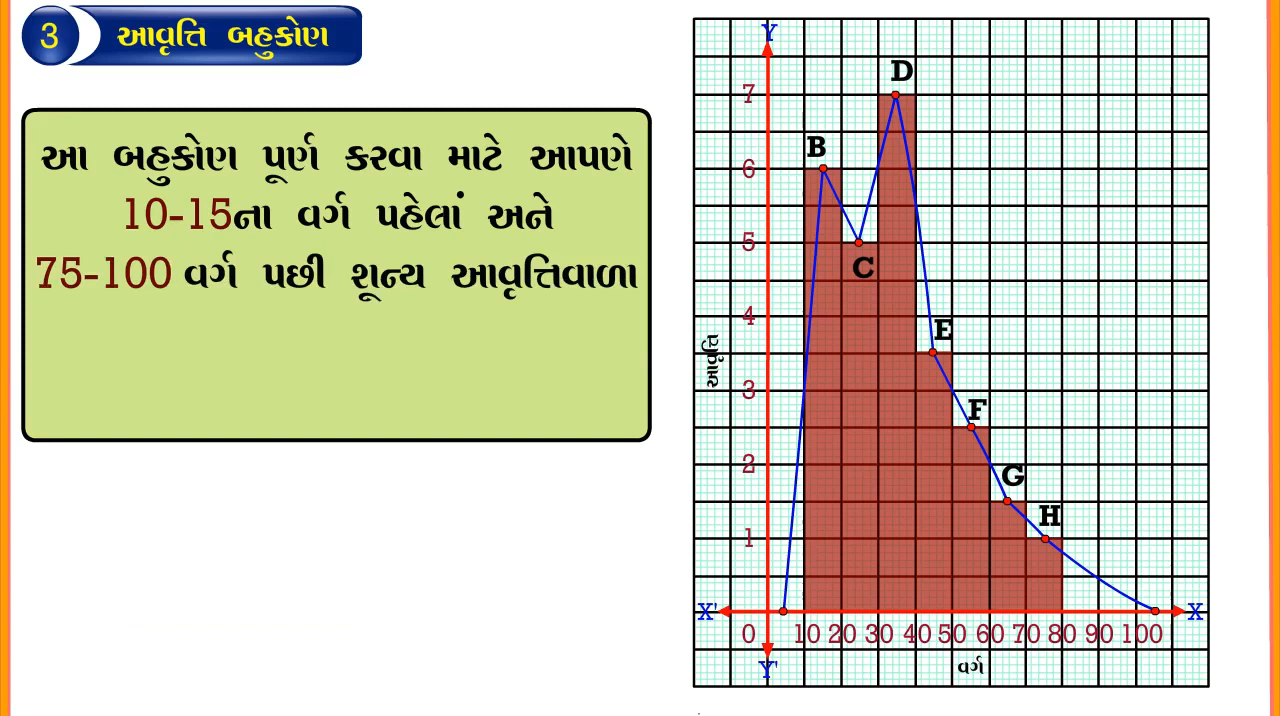 3 આવૃત્તિ બહુકોણ
આ બહુકોણ પૂર્ણ કરવા માટે આપણે
10-15ના વર્ગ પહેલાં અને
75-100 વર્ગ પછી શૂન્ય આવૃત્તિવાળા
Y
D
7
B
6
5
C
4
E
આવૃત્તિ
3
F
2
G
H
1
X' X
0 10 20 30 40 50 60 70 80 90 100
વર્ગ
Y'